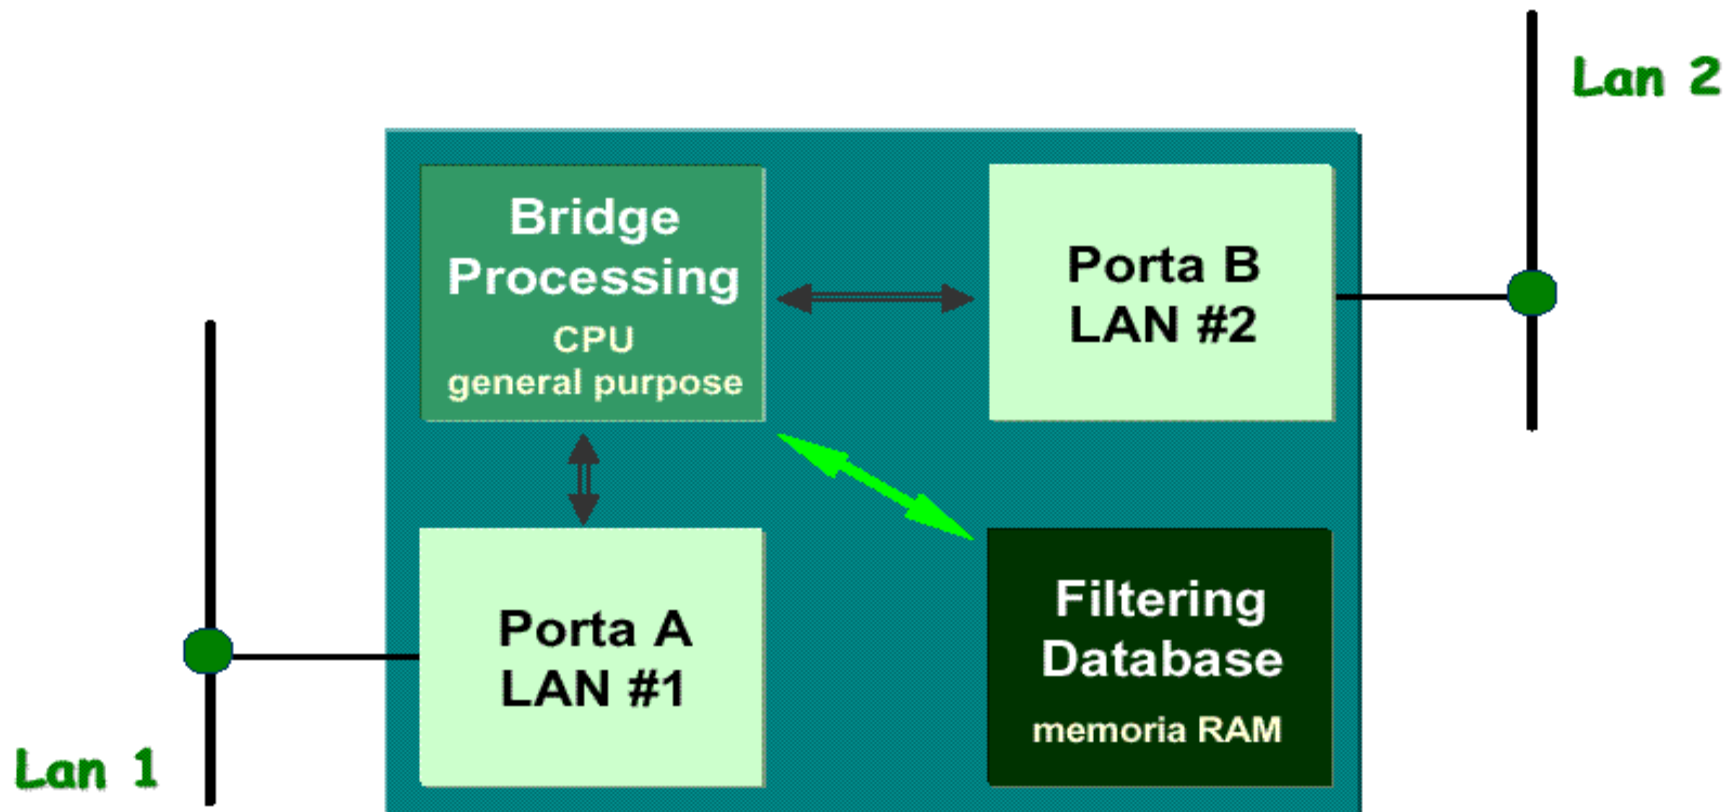 Lan 2
Bridge
Processing
CPU
general purpose
Porta B
LAN #2
Porta A
LAN #1
Filtering
Database
memoria RAM
Lan 1